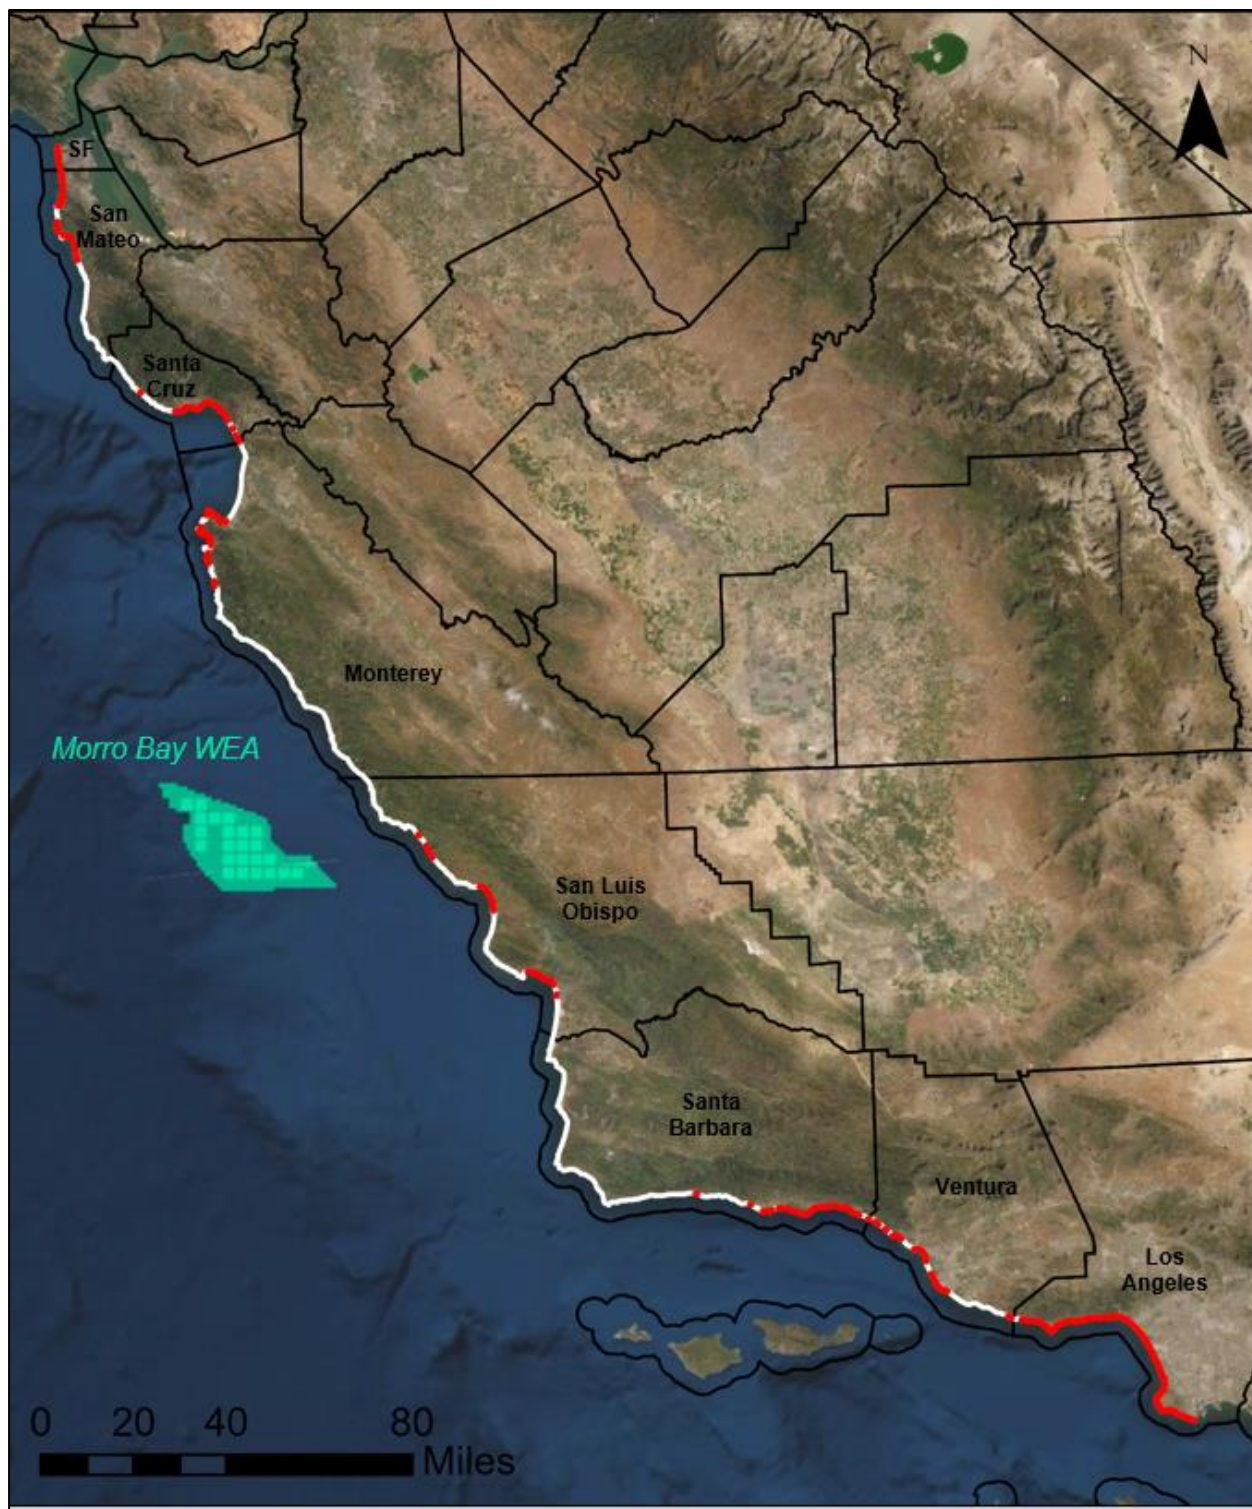 N
SF
San
Mateo
Santa
Cruz
Monterey
Morro Bay WEA
San Luis
Obispo
Santa
Barbara
Ventura
Los
Angeles
0 20 40 80
Miles